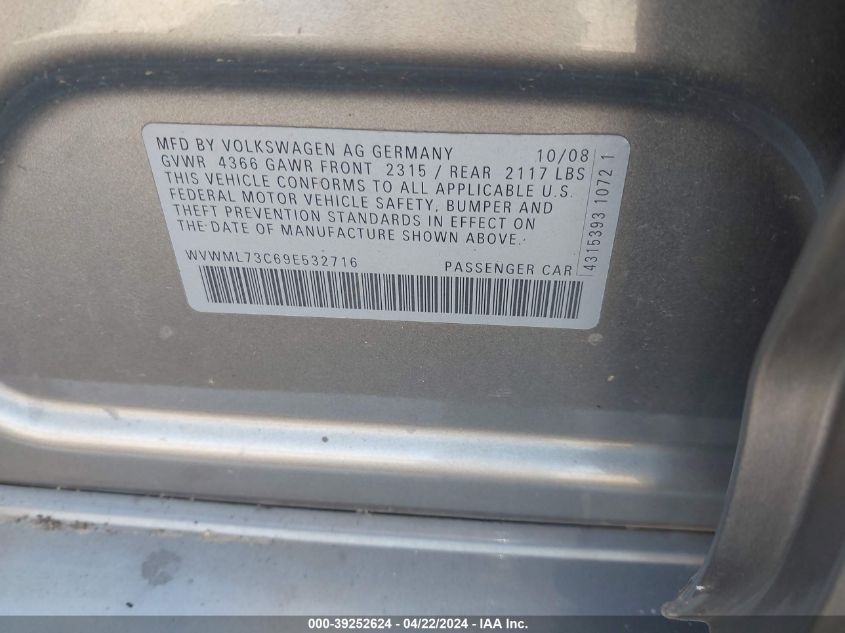 MFD BY VOLKSWAGEN AG GERMANY 10/08
GVWR 4366 GAWR FRONT 2315 / REAR 2117 LBS
THIS VEHICLE CONFORMS TO ALL APPLICABLE U.S.
FEDERAL MOTOR VEHICLE SAFETY, BUMPER AND
THEFT PREVENTION STANDARDS IN EFFECT ON
THE DATE OF MANUFACTURE SHOWN ABOVE.
WVWML73C69E532716 PASSENGER CAR
4315393 1072 1
000-39252624 - 04/22/2024 - IAA Inc.